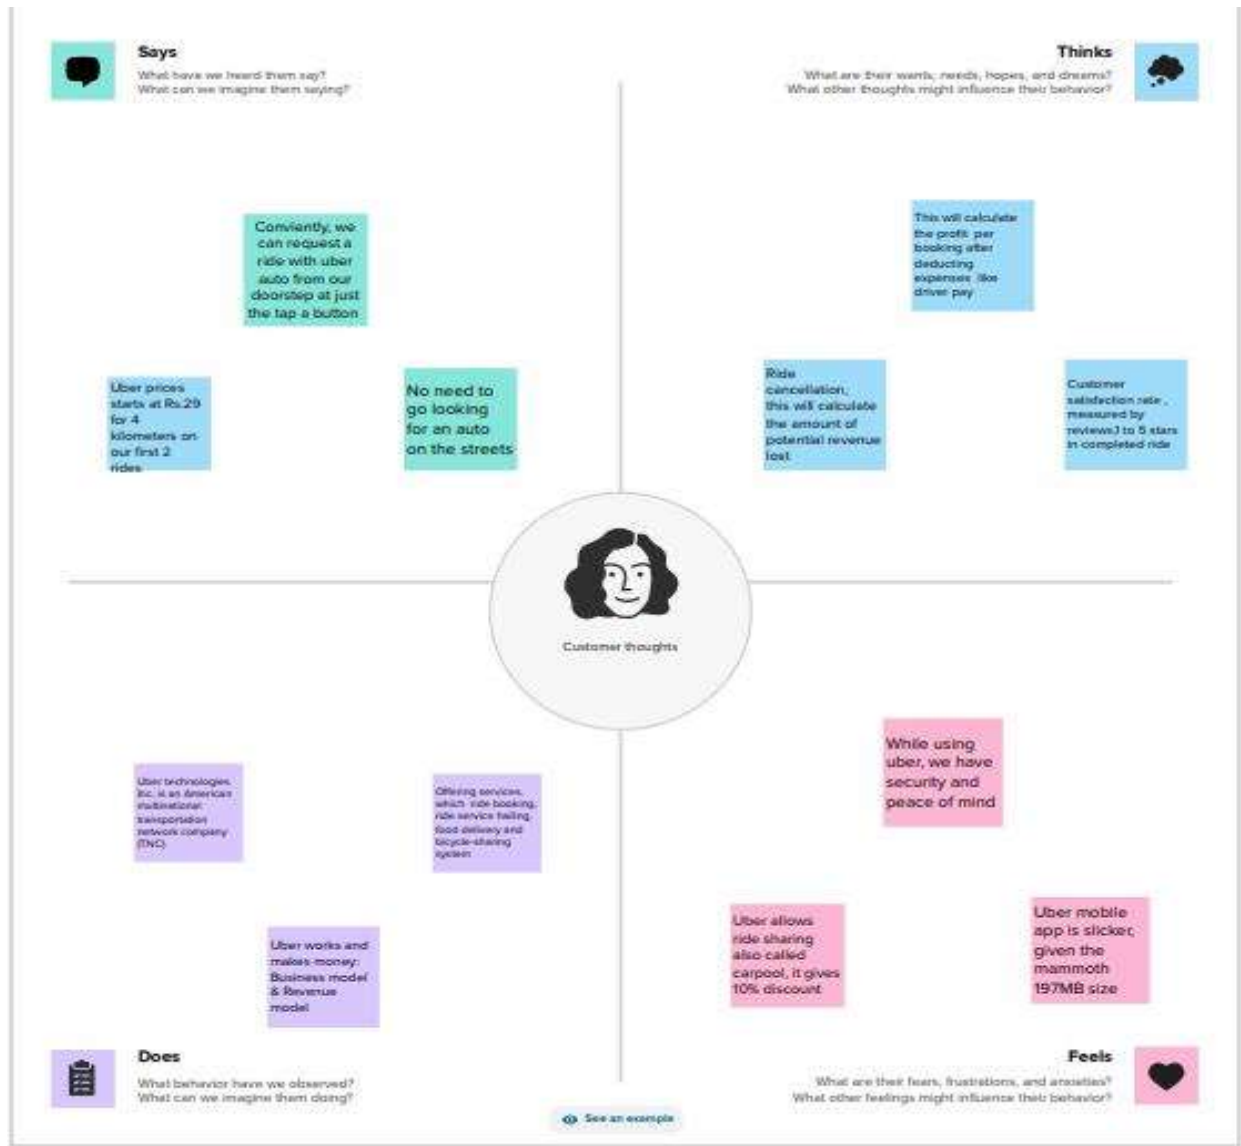 Says
What have we heard them say?
What can we imagine them saying?
Thinks
What are their wants, needs, hopes, and dreams?
What other thoughts might influence their behavior?
Conviently, we
can request a
ride with uber
auto from our
doorstep at just
the tap a button
Uber prices
starts at Rs.29
for 4
kilometers on
our first 2
rides
No need to
go looking
for an auto
on the streets
This will calculate
the profit per
booking after
deducting
expenses like
driver pay
Ride
cancellation,
this will calculate
the amount of
potential revenue
lost
Customer
satisfaction rate ,
measured by
reviews,1 to 5 stars
in completed ride
Customer thoughts
Uber technologies
Inc. is an American
multinational
transportation
network company
(TNC)
Offering services,
which ride booking,
ride service hailing,
food delivery and
bicycle-sharing
system
Uber works and
makes money:
Business model
& Revenue
model
While using
uber, we have
security and
peace of mind
Uber allows
ride sharing
also called
carpool, it gives
10% discount
Uber mobile
app is slicker,
given the
mammoth
197MB size
Does
What behavior have we observed?
What can we imagine them doing?
Feels
What are their fears, frustrations, and anxieties?
What other feelings might influence their behavior?
See an example